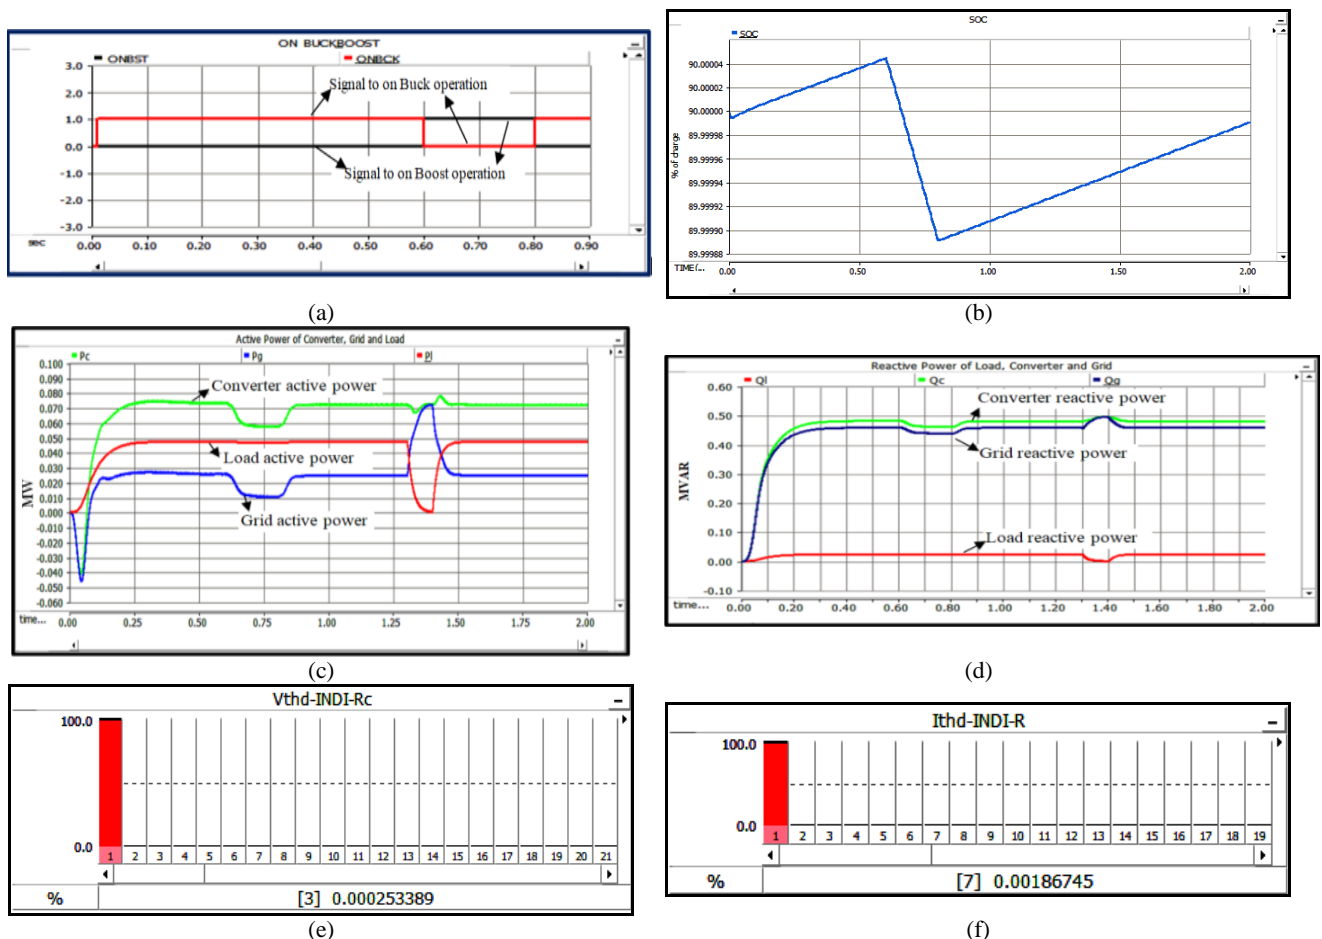 ON BUCKBOOST
ONBST ONBCK
3.0
2.0
1.0
0.0
-1.0
-2.0
-3.0
Signal to on Buck operation
Signal to on Boost operation
sec 0.00 0.10 0.20 0.30 0.40 0.50 0.60 0.70 0.80 0.90
(a)
SOC
SOC
% of charge
90.00004
90.00002
90.00000
89.99998
89.99996
89.99994
89.99992
89.99990
89.99988
TIME(... 0.00 0.50 1.00 1.50 2.00
(b)
Active Power of Converter, Grid and Load
Pc Pg Pl
MW
0.100
0.090
0.080
0.070
0.060
0.050
0.040
0.030
0.020
0.010
0.000
-0.010
-0.020
-0.030
-0.040
-0.050
-0.060
Converter active power
Load active power
Grid active power
time... 0.00 0.25 0.50 0.75 1.00 1.25 1.50 1.75 2.00
(c)
Reactive Power of Load, Converter and Grid
Ql Qc Qg
MVAR
0.60
0.50
0.40
0.30
0.20
0.10
0.00
-0.10
Converter reactive power
Grid reactive power
Load reactive power
time... 0.00 0.20 0.40 0.60 0.80 1.00 1.20 1.40 1.60 1.80 2.00
(d)
Vthd-INDI-Rc
100.0
0.0
1 2 3 4 5 6 7 8 9 10 11 12 13 14 15 16 17 18 19 20 21
% [3] 0.000253389
(e)
Ithd-INDI-R
100.0
0.0
1 2 3 4 5 6 7 8 9 10 11 12 13 14 15 16 17 18 19
% [7] 0.00186745
(f)